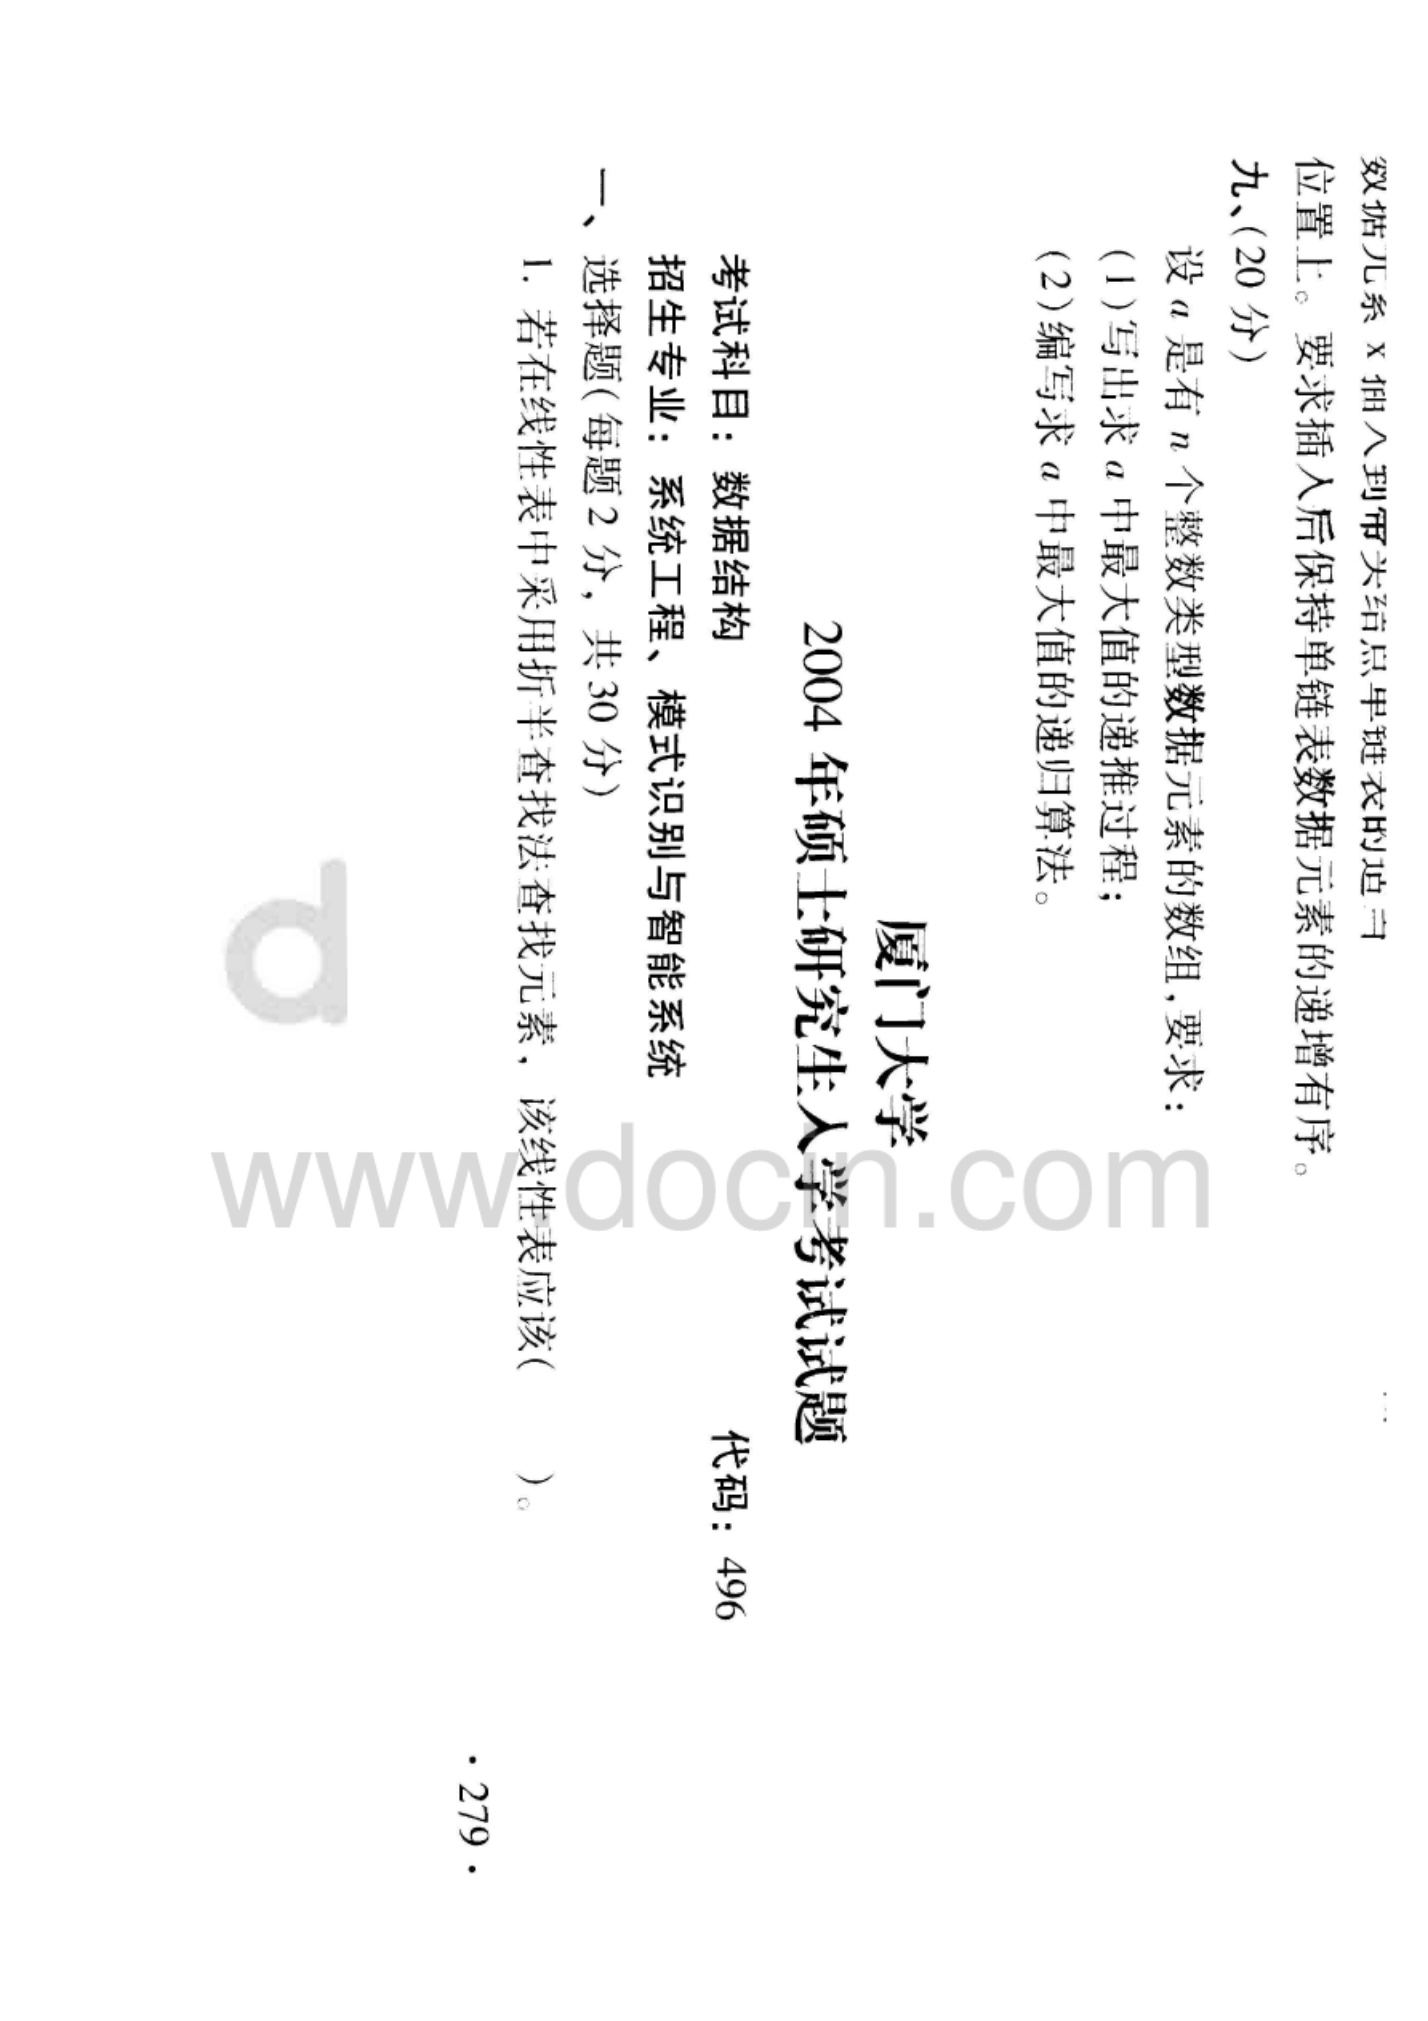 数据元素 x 插入到带头结点单链表的适当
位置上。要求插入后保持单链表数据元素的递增有序。
九、(20 分)
设 a 是有 n 个整数类型数据元素的数组,要求:
(1)写出求 a 中最大值的递推过程;
(2)编写求 a 中最大值的递归算法。
厦门大学
2004 年硕士研究生入学考试试题
考试科目: 数据结构 代码: 496
招生专业: 系统工程、模式识别与智能系统
一、选择题(每题 2 分, 共 30 分)
1. 若在线性表中采用折半查找法查找元素, 该线性表应该( )。
· 279 ·
www.docin.com